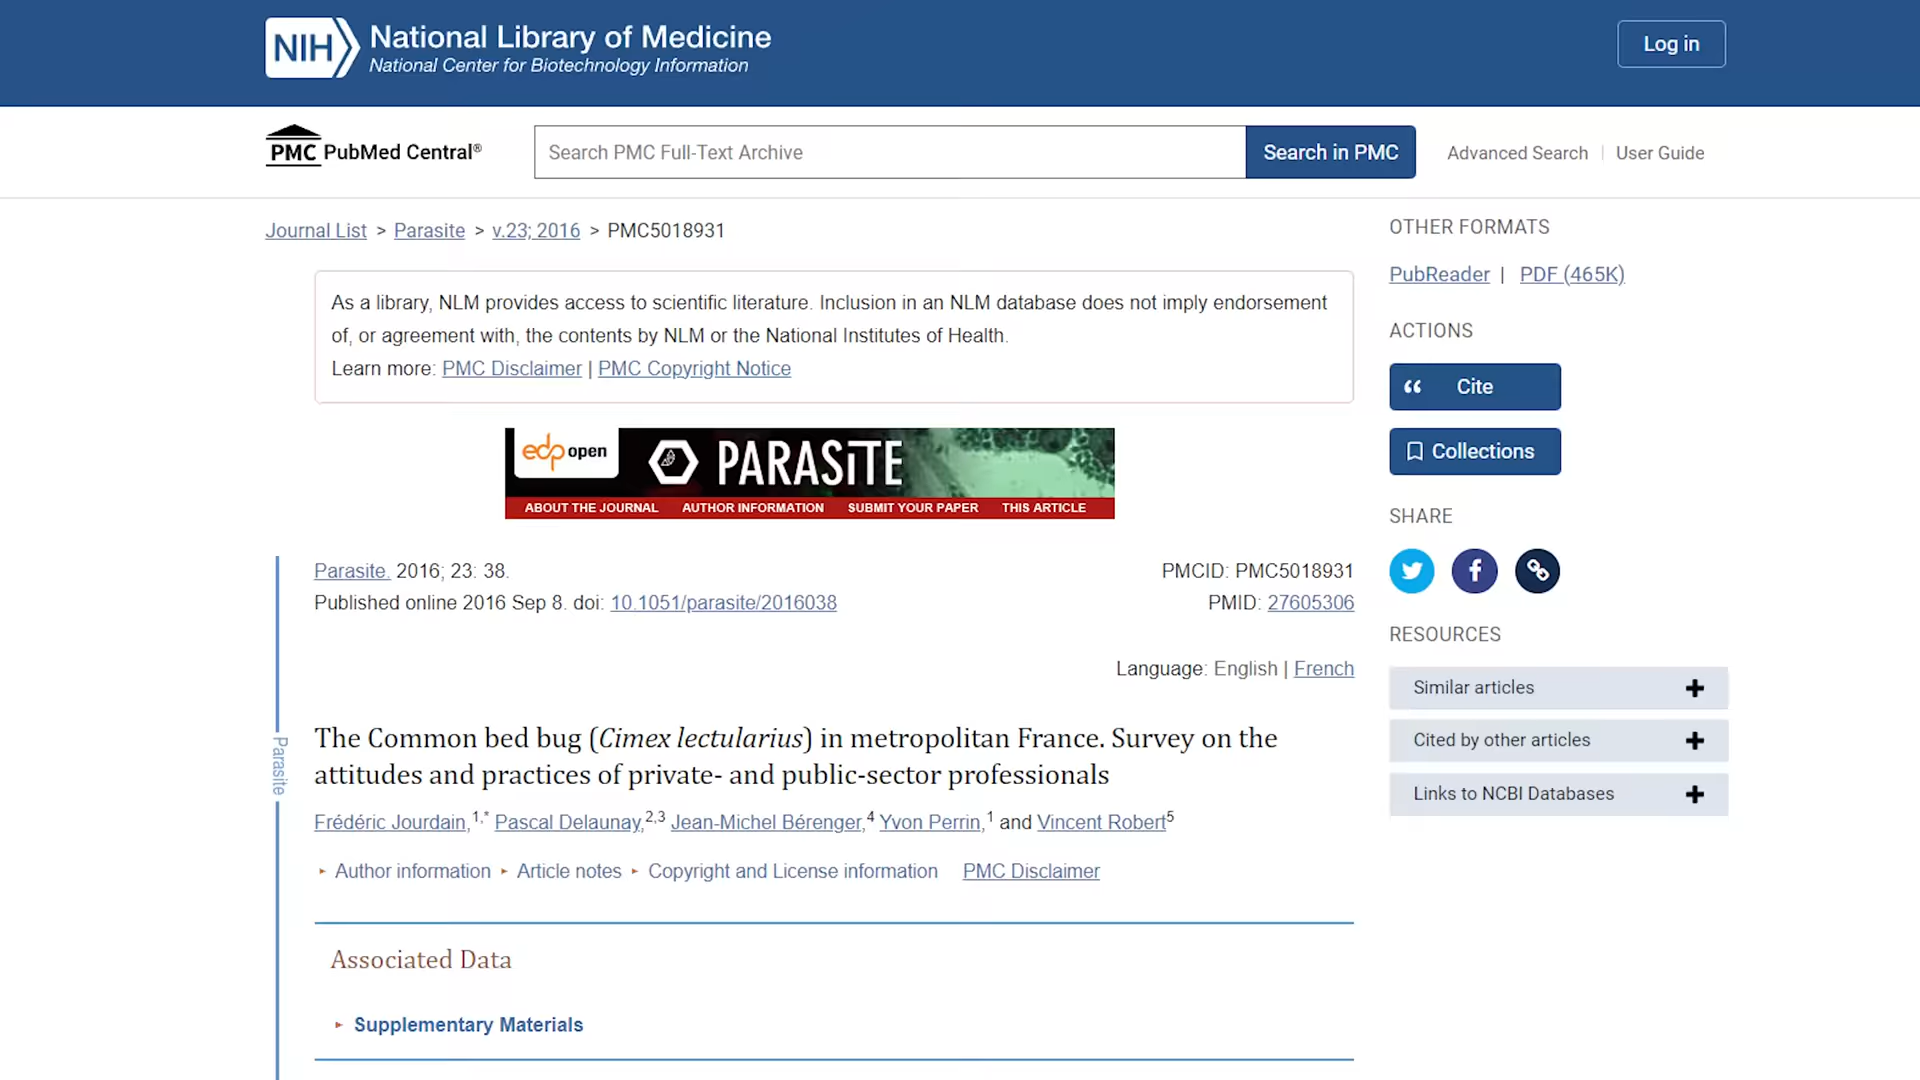 NIH National Library of Medicine
National Center for Biotechnology Information
Log in
PMC PubMed Central®
Search PMC Full-Text Archive
Search in PMC
Advanced Search
User Guide
Journal List > Parasite > v.23; 2016 > PMC5018931
As a library, NLM provides access to scientific literature. Inclusion in an NLM database does not imply endorsement
of, or agreement with, the contents by NLM or the National Institutes of Health.
Learn more: PMC Disclaimer | PMC Copyright Notice
edp open
PARASiTE
ABOUT THE JOURNAL AUTHOR INFORMATION SUBMIT YOUR PAPER THIS ARTICLE
Parasite. 2016; 23: 38.
Published online 2016 Sep 8. doi: 10.1051/parasite/2016038
PMCID: PMC5018931
PMID: 27605306
Language: English | French
Parasite
The Common bed bug (Cimex lectularius) in metropolitan France. Survey on the
attitudes and practices of private- and public-sector professionals
Frédéric Jourdain,1,* Pascal Delaunay,2,3 Jean-Michel Bérenger,4 Yvon Perrin,1 and Vincent Robert5
Author information Article notes Copyright and License information PMC Disclaimer
Associated Data
Supplementary Materials
OTHER FORMATS
PubReader | PDF (465K)
ACTIONS
Cite
Collections
SHARE
RESOURCES
Similar articles
Cited by other articles
Links to NCBI Databases